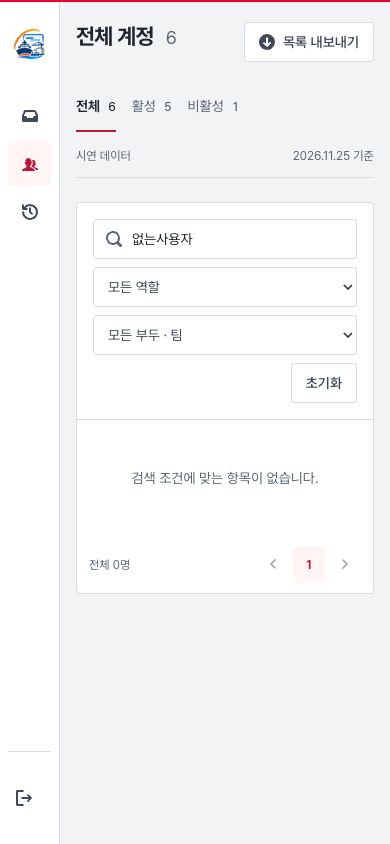 전체 계정 6
목록 내보내기
전체 6 활성 5 비활성 1
시연 데이터 2026.11.25 기준
없는사용자
모든 역할
모든 부두 · 팀
초기화
검색 조건에 맞는 항목이 없습니다.
전체 0명 1